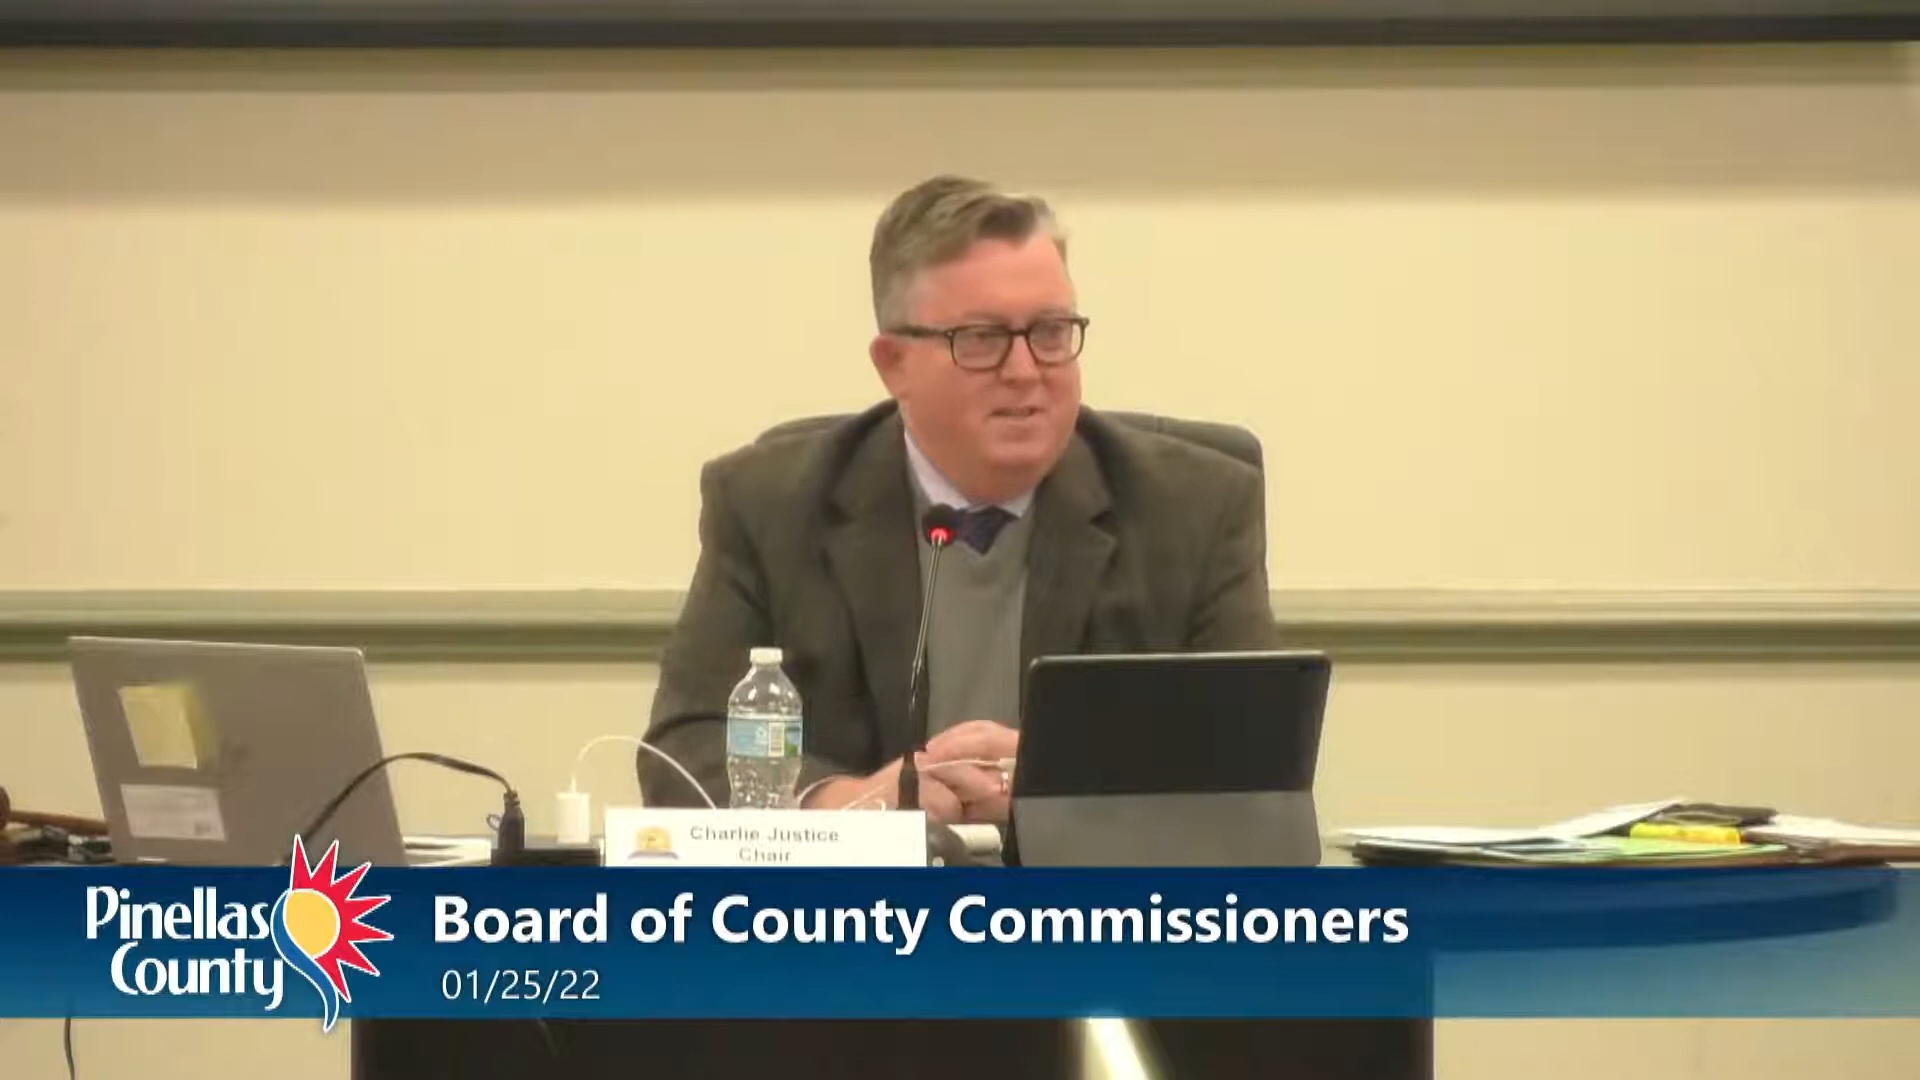 Charlie Justice
Chair
Pinellas
County
Board of County Commissioners
01/25/22